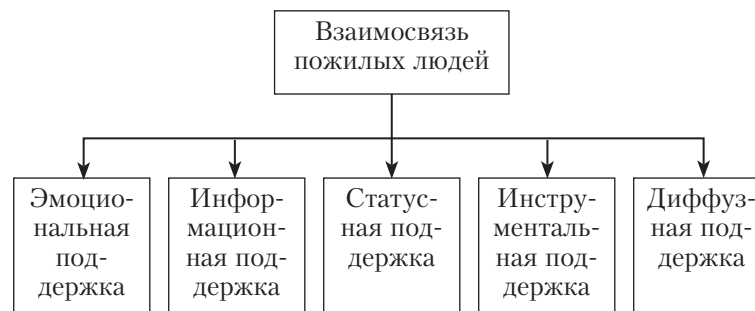 Взаимосвязь
пожилых людей
Эмоцио-
нальная
под-
держка
Инфор-
мацион-
ная под-
держка
Статус-
ная под-
держка
Инстру-
менталь-
ная под-
держка
Диффуз-
ная под-
держка